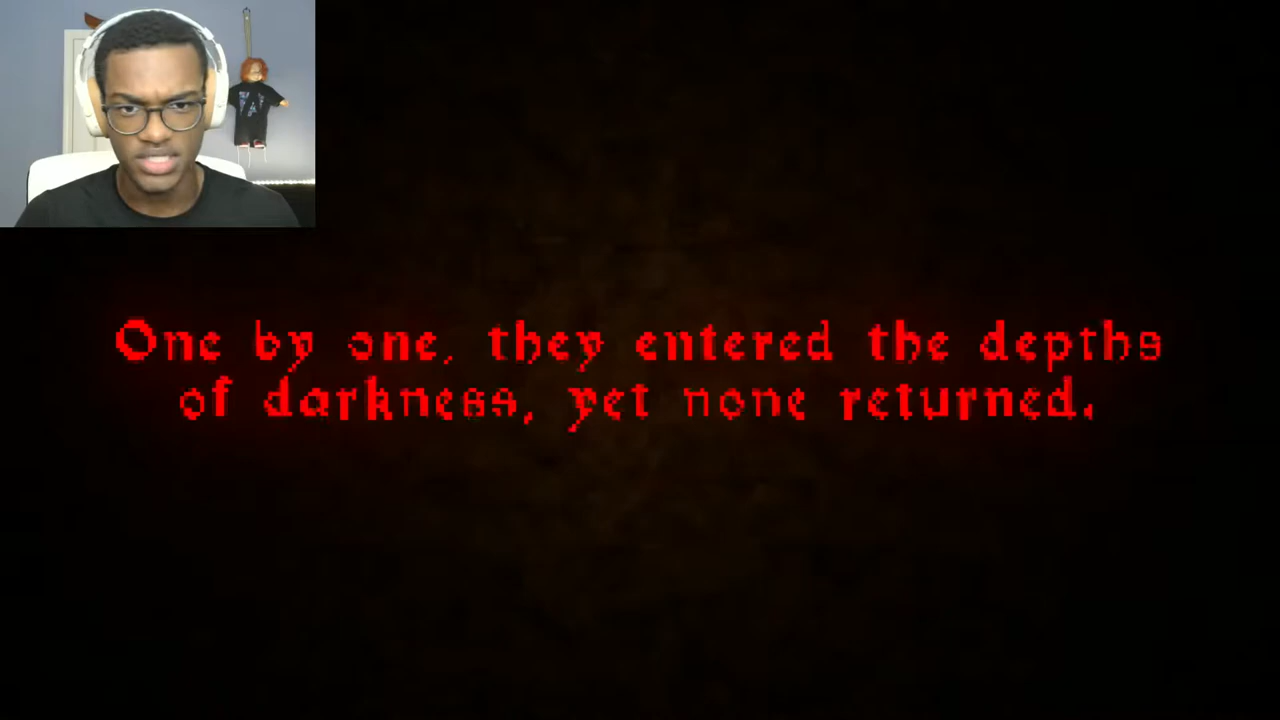 One by one, they entered the depths
of darkness, yet none returned.